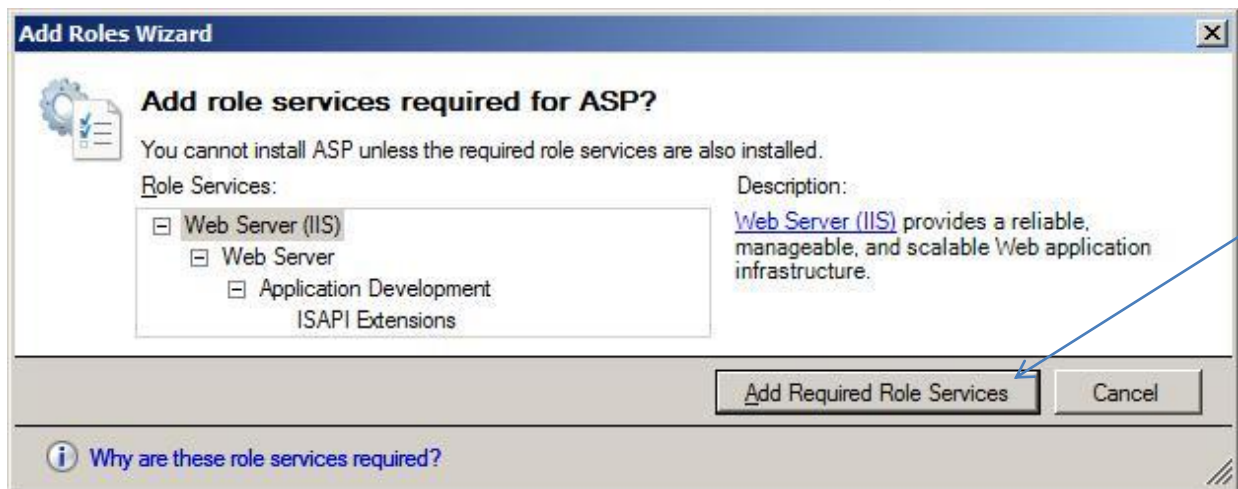 Add Roles Wizard
Add role services required for ASP?
You cannot install ASP unless the required role services are also installed.
Role Services:
Web Server (IIS)
Web Server
Application Development
ISAPI Extensions
Description:
Web Server (IIS) provides a reliable,
manageable, and scalable Web application
infrastructure.
Add Required Role Services
Cancel
Why are these role services required?